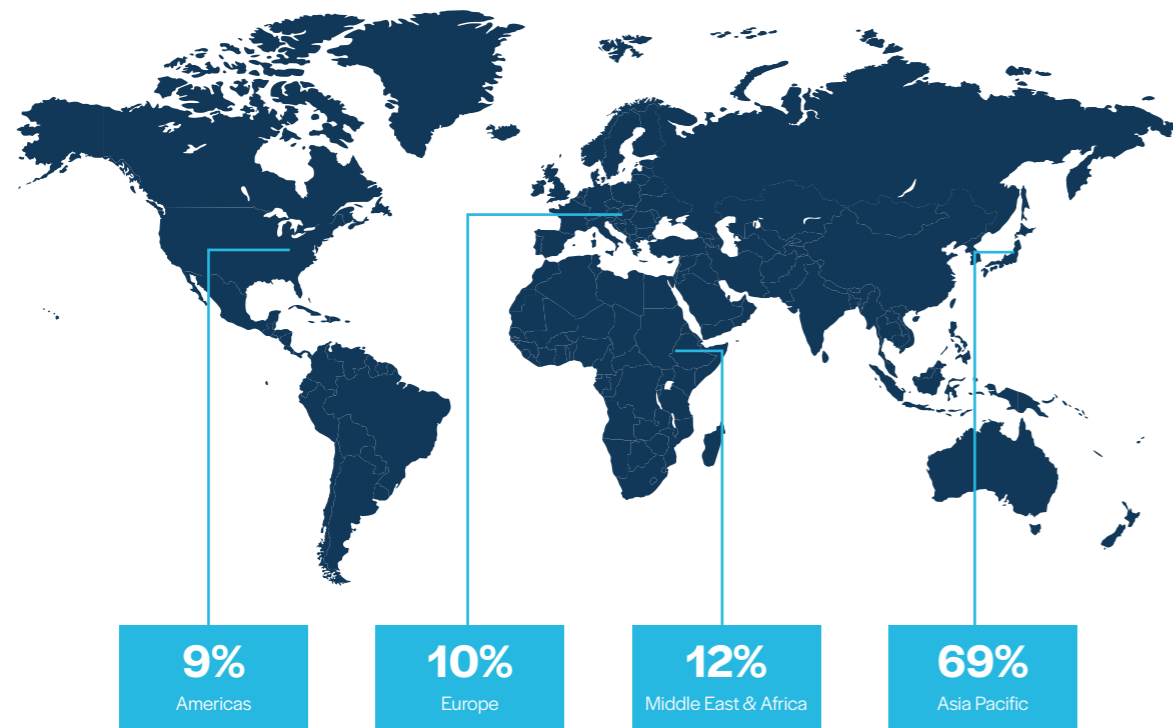 9%
Americas
10%
Europe
12%
Middle East & Africa
69%
Asia Pacific